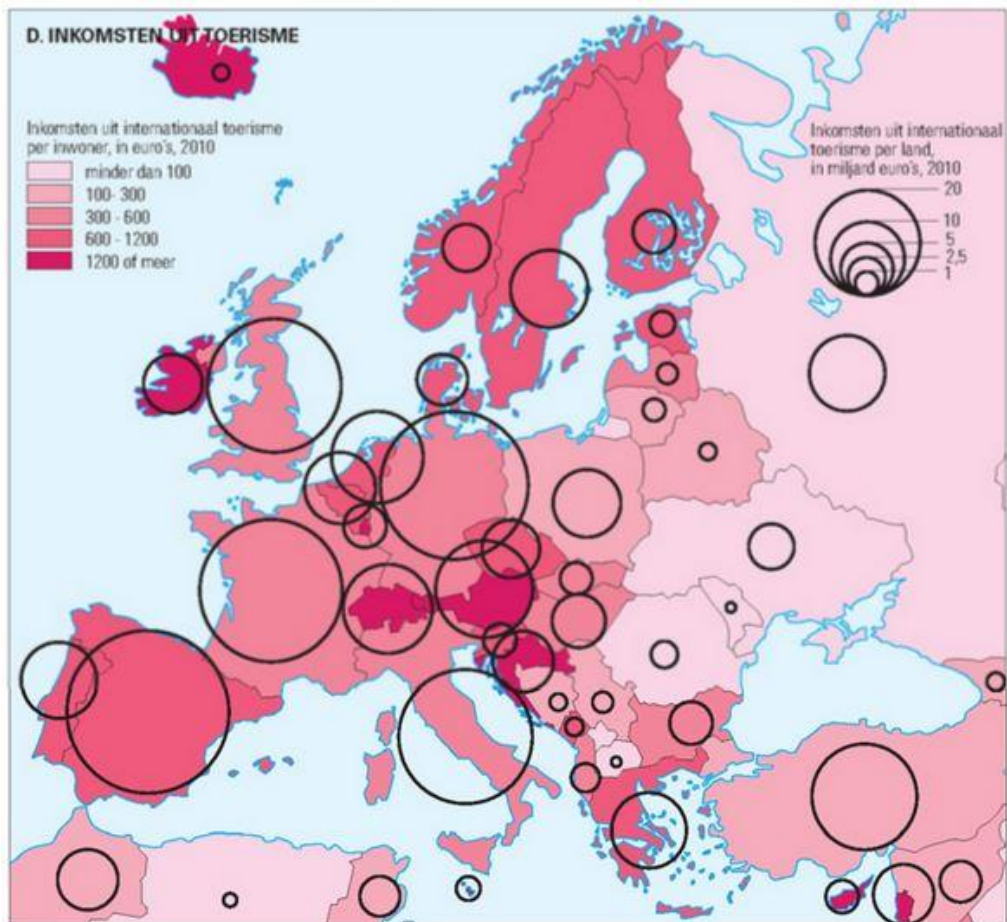 D. INKOMSTEN UIT TOERISME
Inkomsten uit internationaal toerisme
per inwoner, in euro's, 2010
minder dan 100
100- 300
300 - 600
600 - 1200
1200 of meer
Inkomsten uit internationaal
toerisme per land,
in miljard euro's, 2010
20
10
5
2,5
1